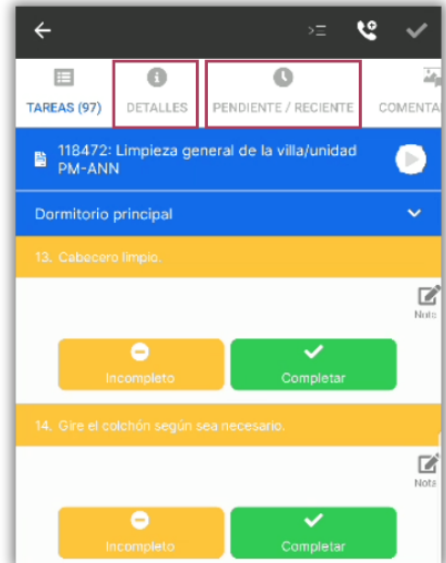 TAREAS (97)
DETALLES
PENDIENTE / RECIENTE
COMENTA
118472: Limpieza general de la villa/unidad
PM-ANN
Dormitorio principal
13. Cabecero limpio.
Nota
Incompleto
Completar
14. Gire el colchón según sea necesario.
Nota
Incompleto
Completar